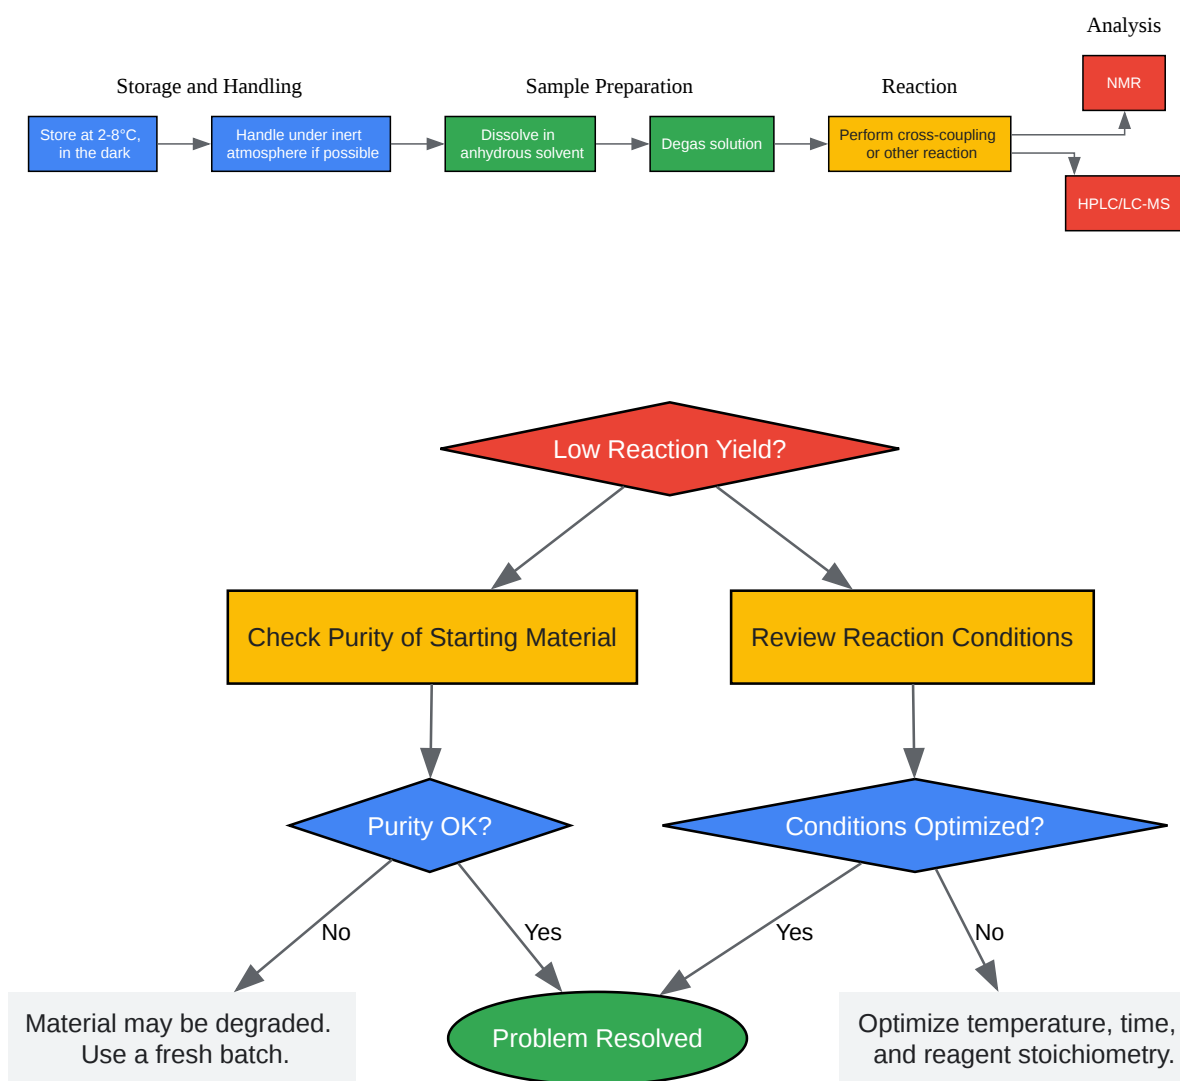 Analysis
Storage and Handling
Sample Preparation
Reaction
NMR
Store at 2-8°C,
in the dark
Handle under inert
atmosphere if possible
Dissolve in
anhydrous solvent
Degas solution
Perform cross-coupling
or other reaction
HPLC/LC-MS
Low Reaction Yield?
Check Purity of Starting Material
Review Reaction Conditions
Purity OK?
Conditions Optimized?
No
Yes
Yes
No
Material may be degraded.
Use a fresh batch.
Problem Resolved
Optimize temperature, time,
and reagent stoichiometry.